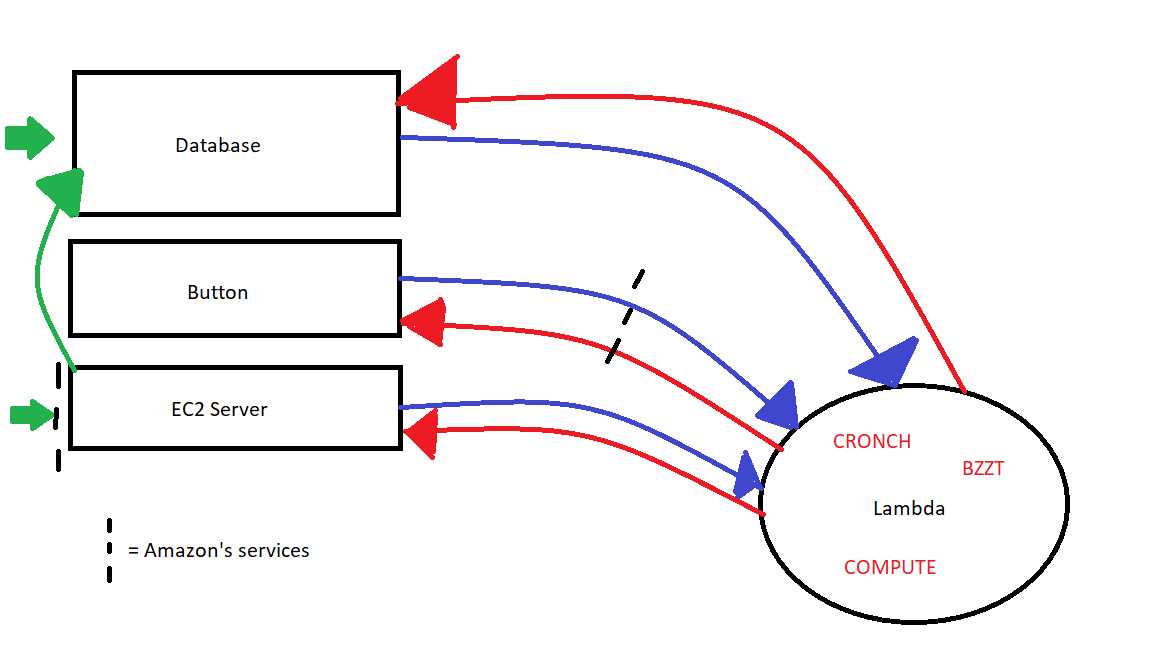 Database
Button
EC2 Server
CRONCH
BZZT
Lambda
COMPUTE
= Amazon's services